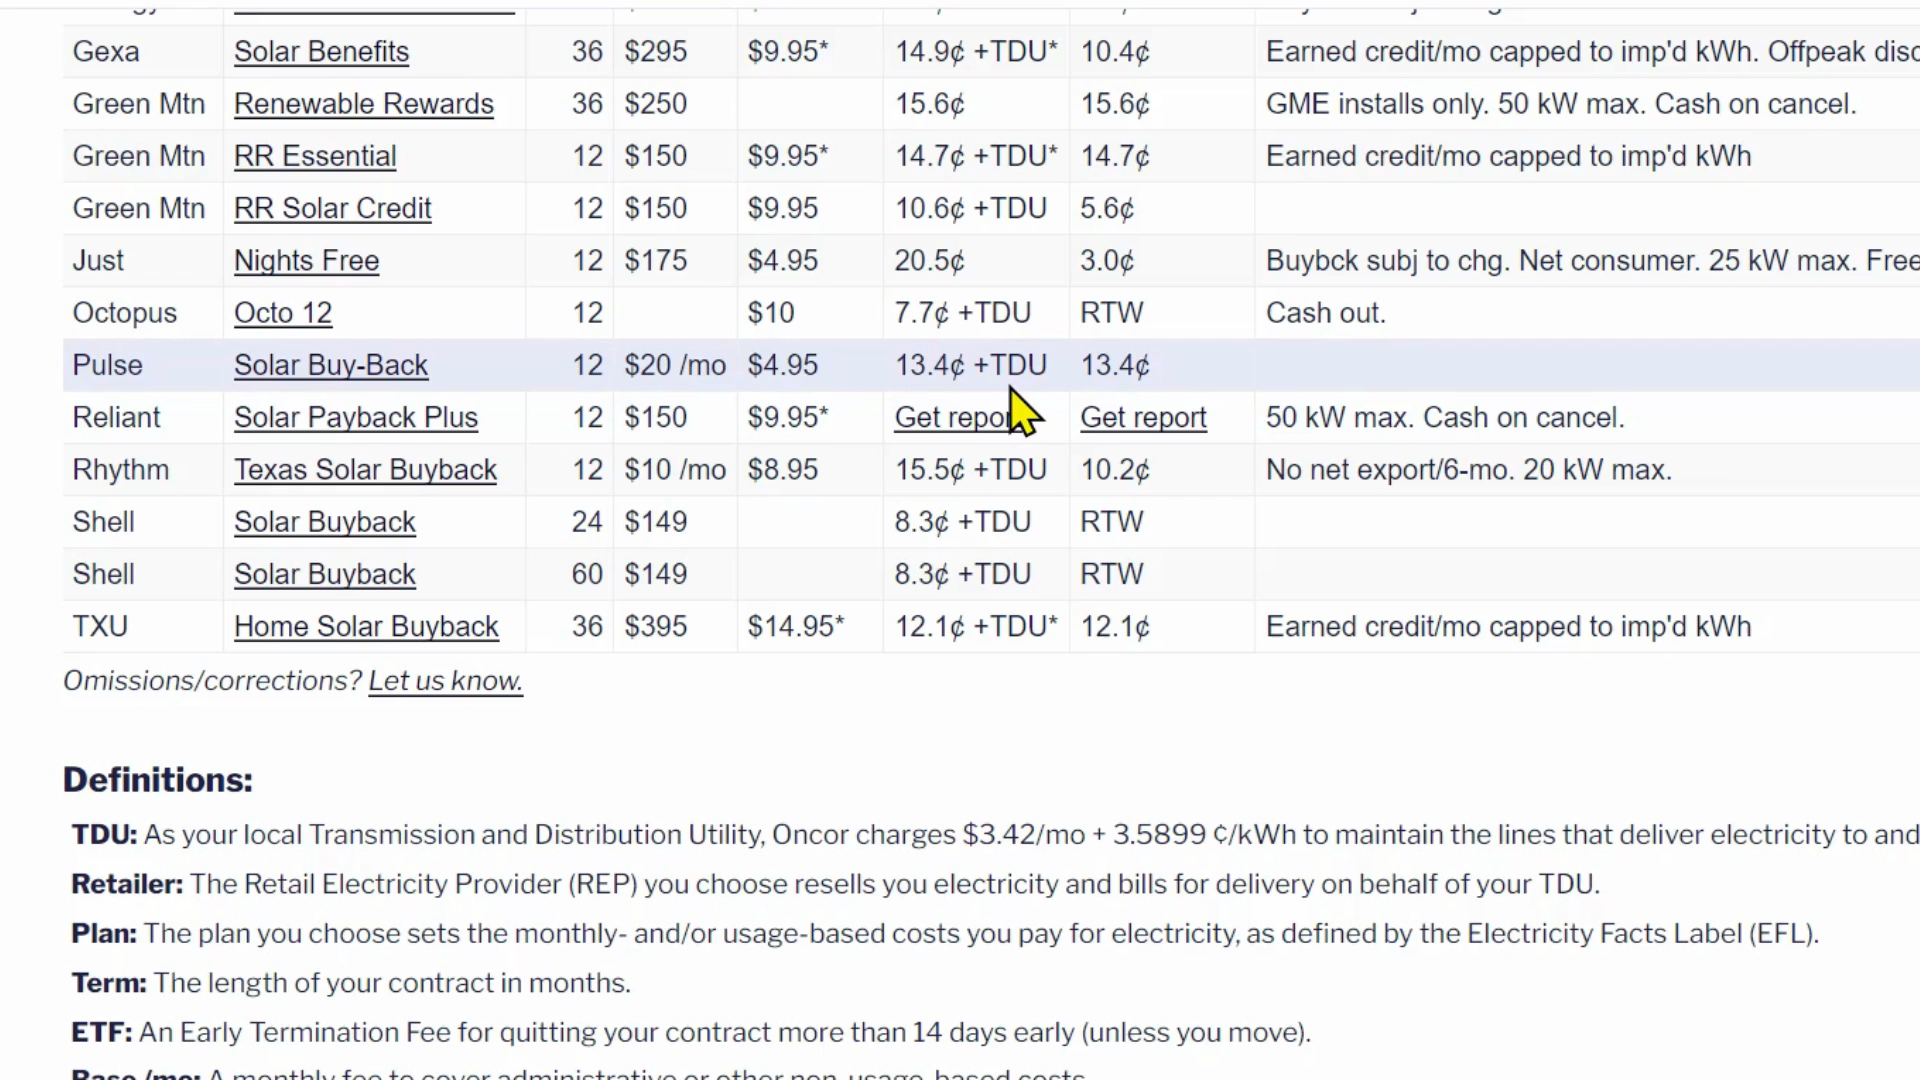 Gexa Solar Benefits 36 $295 $9.95* 14.9¢ +TDU* 10.4¢ Earned credit/mo capped to imp'd kWh. Offpeak disc
Green Mtn Renewable Rewards 36 $250 15.6¢ 15.6¢ GME installs only. 50 kW max. Cash on cancel.
Green Mtn RR Essential 12 $150 $9.95* 14.7¢ +TDU* 14.7¢ Earned credit/mo capped to imp'd kWh
Green Mtn RR Solar Credit 12 $150 $9.95 10.6¢ +TDU 5.6¢
Just Nights Free 12 $175 $4.95 20.5¢ 3.0¢ Buybck subj to chg. Net consumer. 25 kW max. Free
Octopus Octo 12 12 $10 7.7¢ +TDU RTW Cash out.
Pulse Solar Buy-Back 12 $20 /mo $4.95 13.4¢ +TDU 13.4¢
Reliant Solar Payback Plus 12 $150 $9.95* Get report Get report 50 kW max. Cash on cancel.
Rhythm Texas Solar Buyback 12 $10 /mo $8.95 15.5¢ +TDU 10.2¢ No net export/6-mo. 20 kW max.
Shell Solar Buyback 24 $149 8.3¢ +TDU RTW
Shell Solar Buyback 60 $149 8.3¢ +TDU RTW
TXU Home Solar Buyback 36 $395 $14.95* 12.1¢ +TDU* 12.1¢ Earned credit/mo capped to imp'd kWh
Omissions/corrections? Let us know.
Definitions:
TDU: As your local Transmission and Distribution Utility, Oncor charges $3.42/mo + 3.5899 ¢/kWh to maintain the lines that deliver electricity to and
Retailer: The Retail Electricity Provider (REP) you choose resells you electricity and bills for delivery on behalf of your TDU.
Plan: The plan you choose sets the monthly- and/or usage-based costs you pay for electricity, as defined by the Electricity Facts Label (EFL).
Term: The length of your contract in months.
ETF: An Early Termination Fee for quitting your contract more than 14 days early (unless you move).
Base /mo: A monthly fee to cover administrative or other non-usage-based costs.